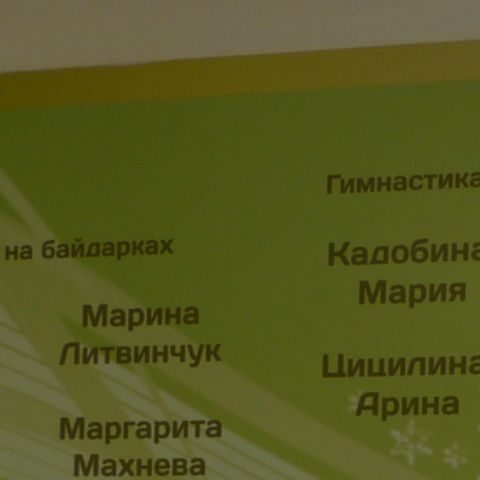 на байдарках
Марина
Литвинчук
Маргарита
Махнева
Гимнастика
Кадобина
Мария
Цицилина
Арина